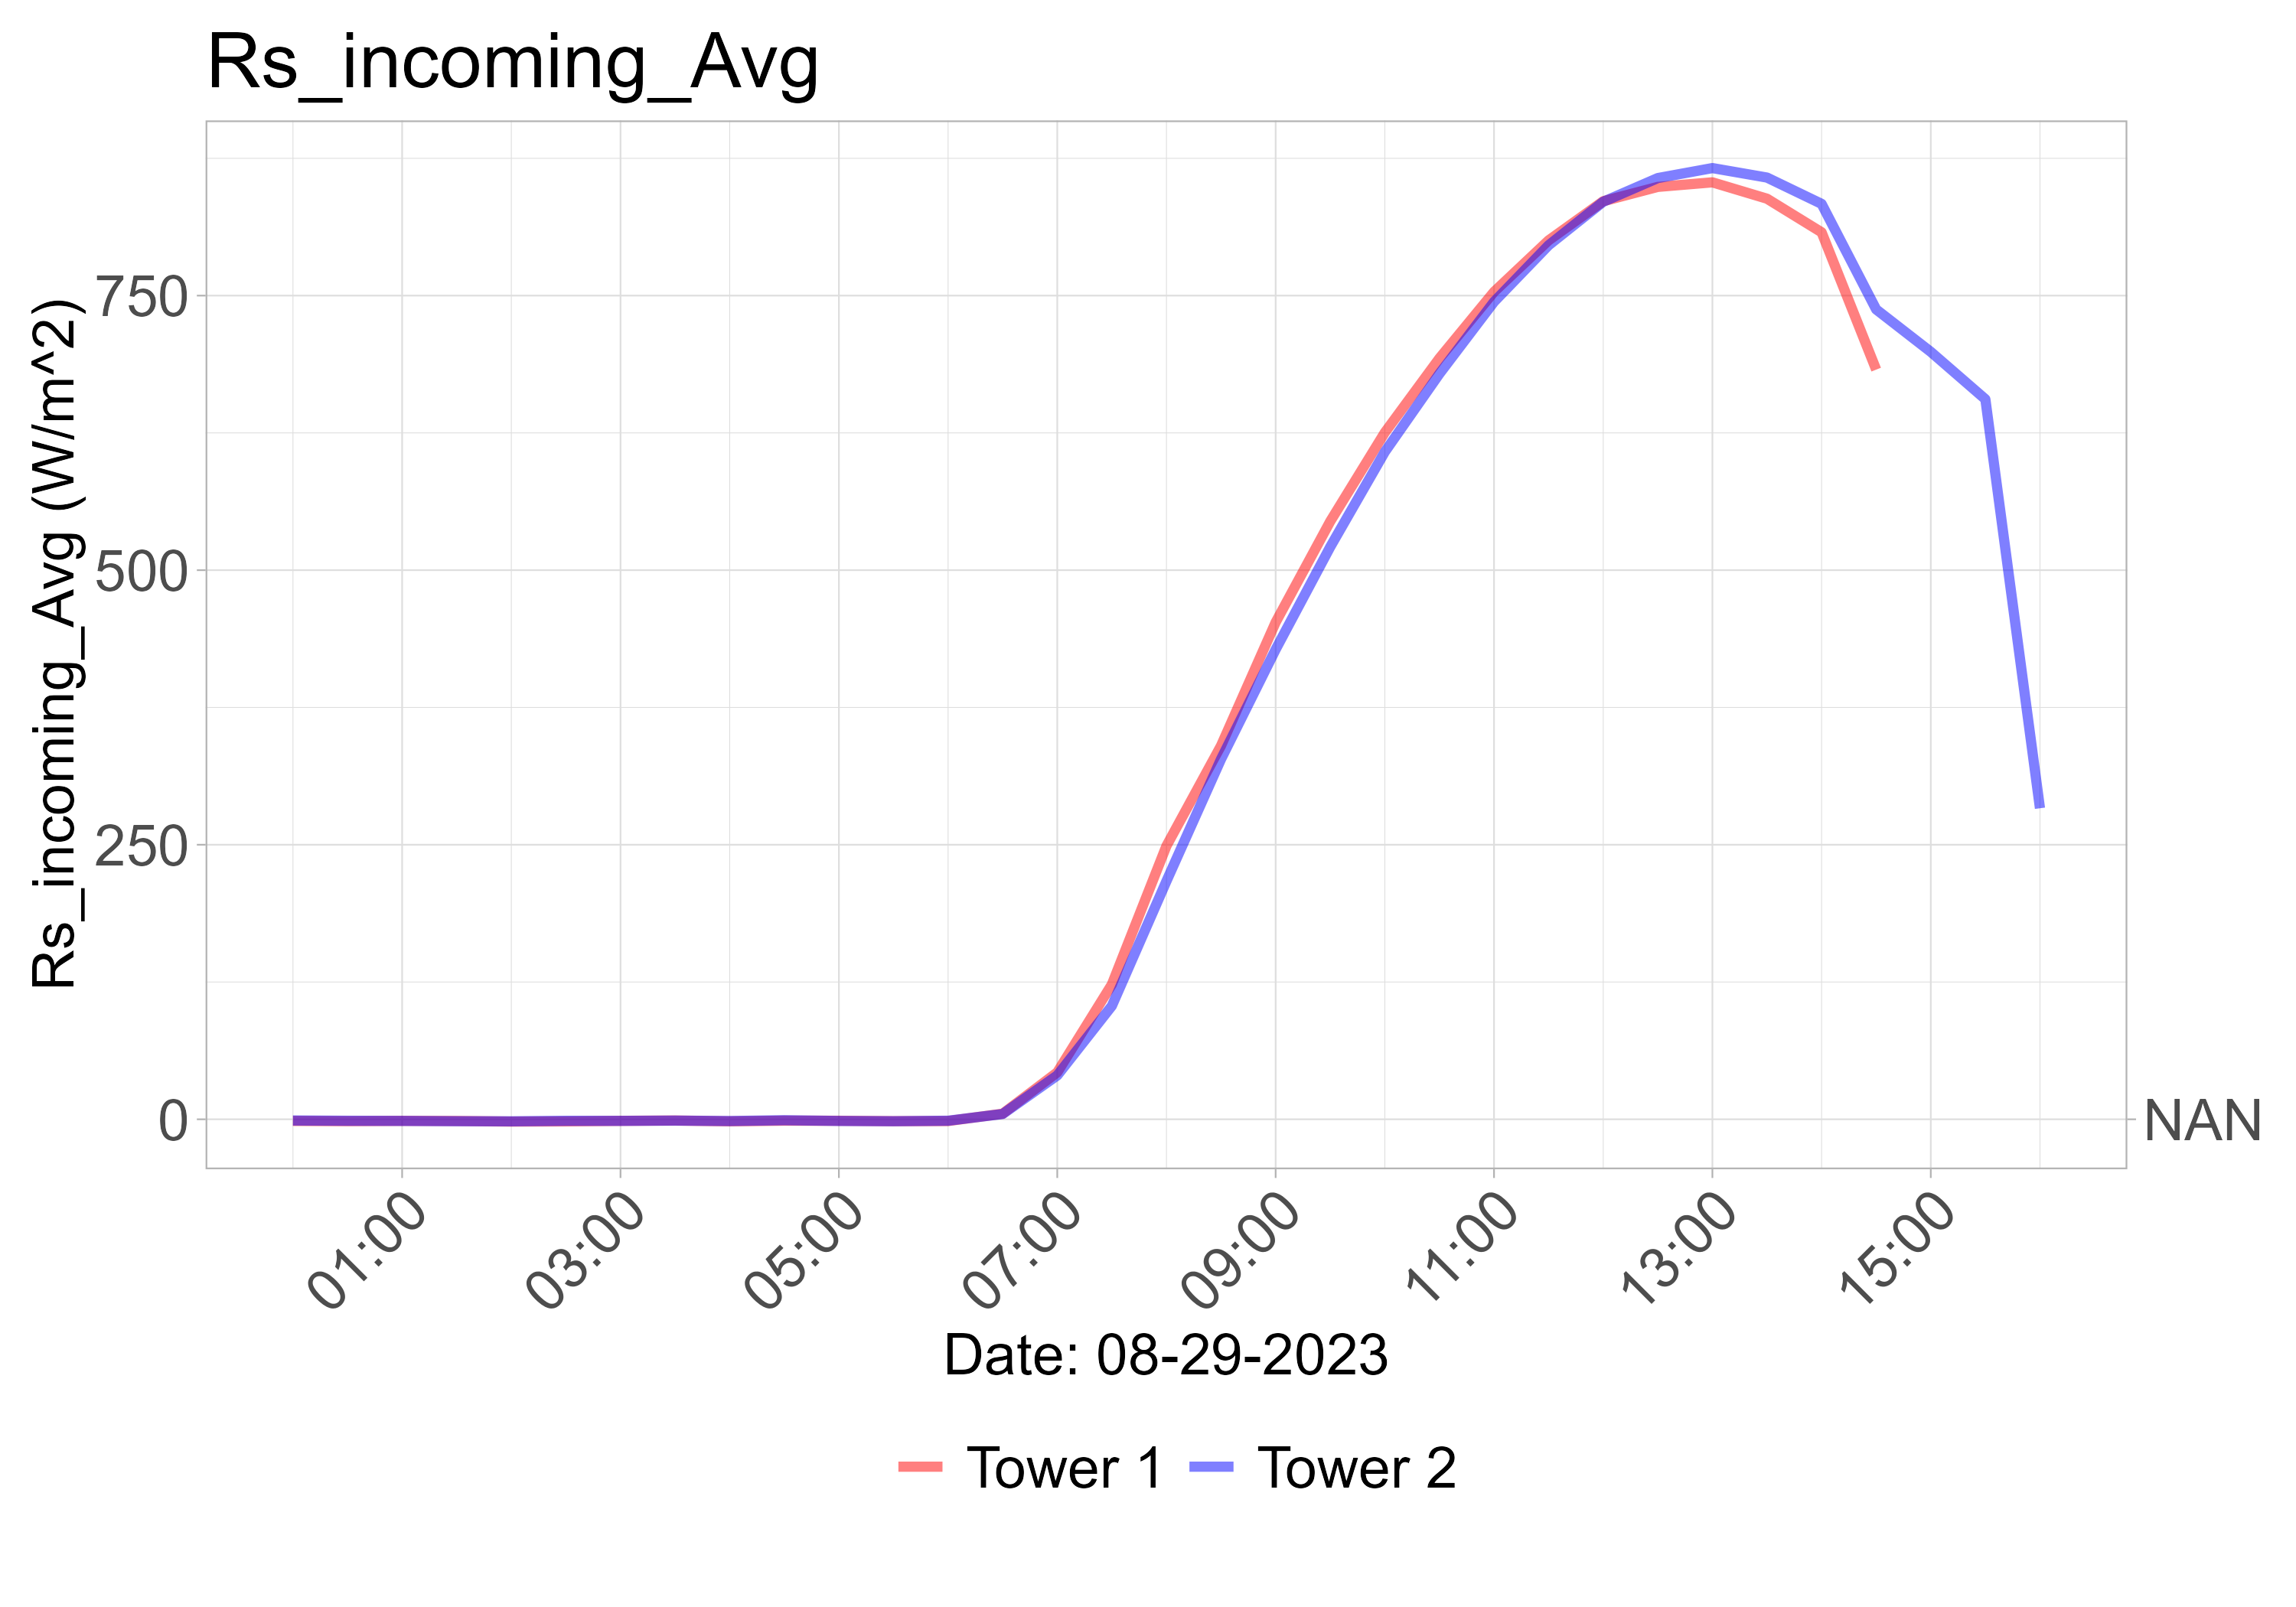 Rs_incoming_Avg
Rs_incoming_Avg (W/m^2)
750
500
250
0
NAN
01:00
03:00
05:00
07:00
09:00
11:00
13:00
15:00
Date: 08-29-2023
Tower 1
Tower 2